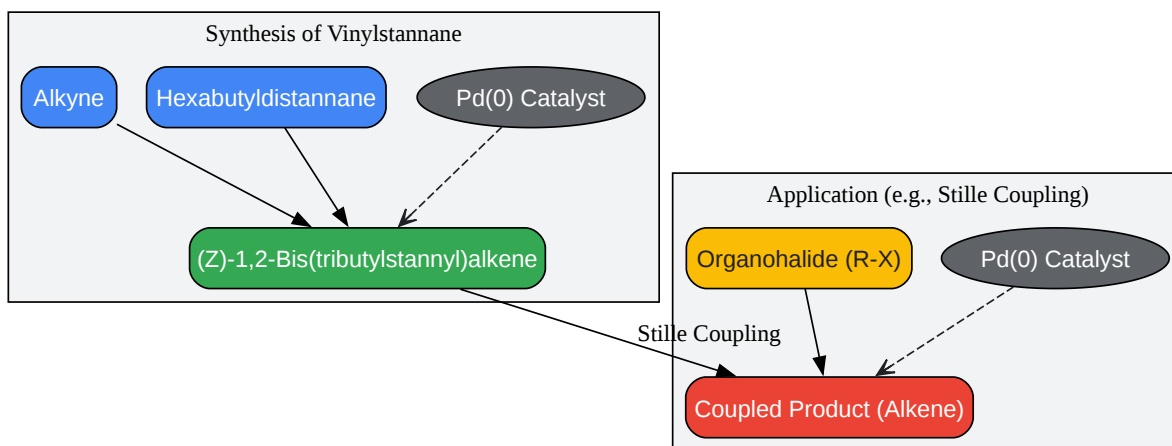 Synthesis of Vinylstannane
Alkyne
Hexabutyldistannane
Pd(0) Catalyst
(Z)-1,2-Bis(tributylstannyl)alkene
Stille Coupling
Application (e.g., Stille Coupling)
Organohalide (R-X)
Pd(0) Catalyst
Coupled Product (Alkene)